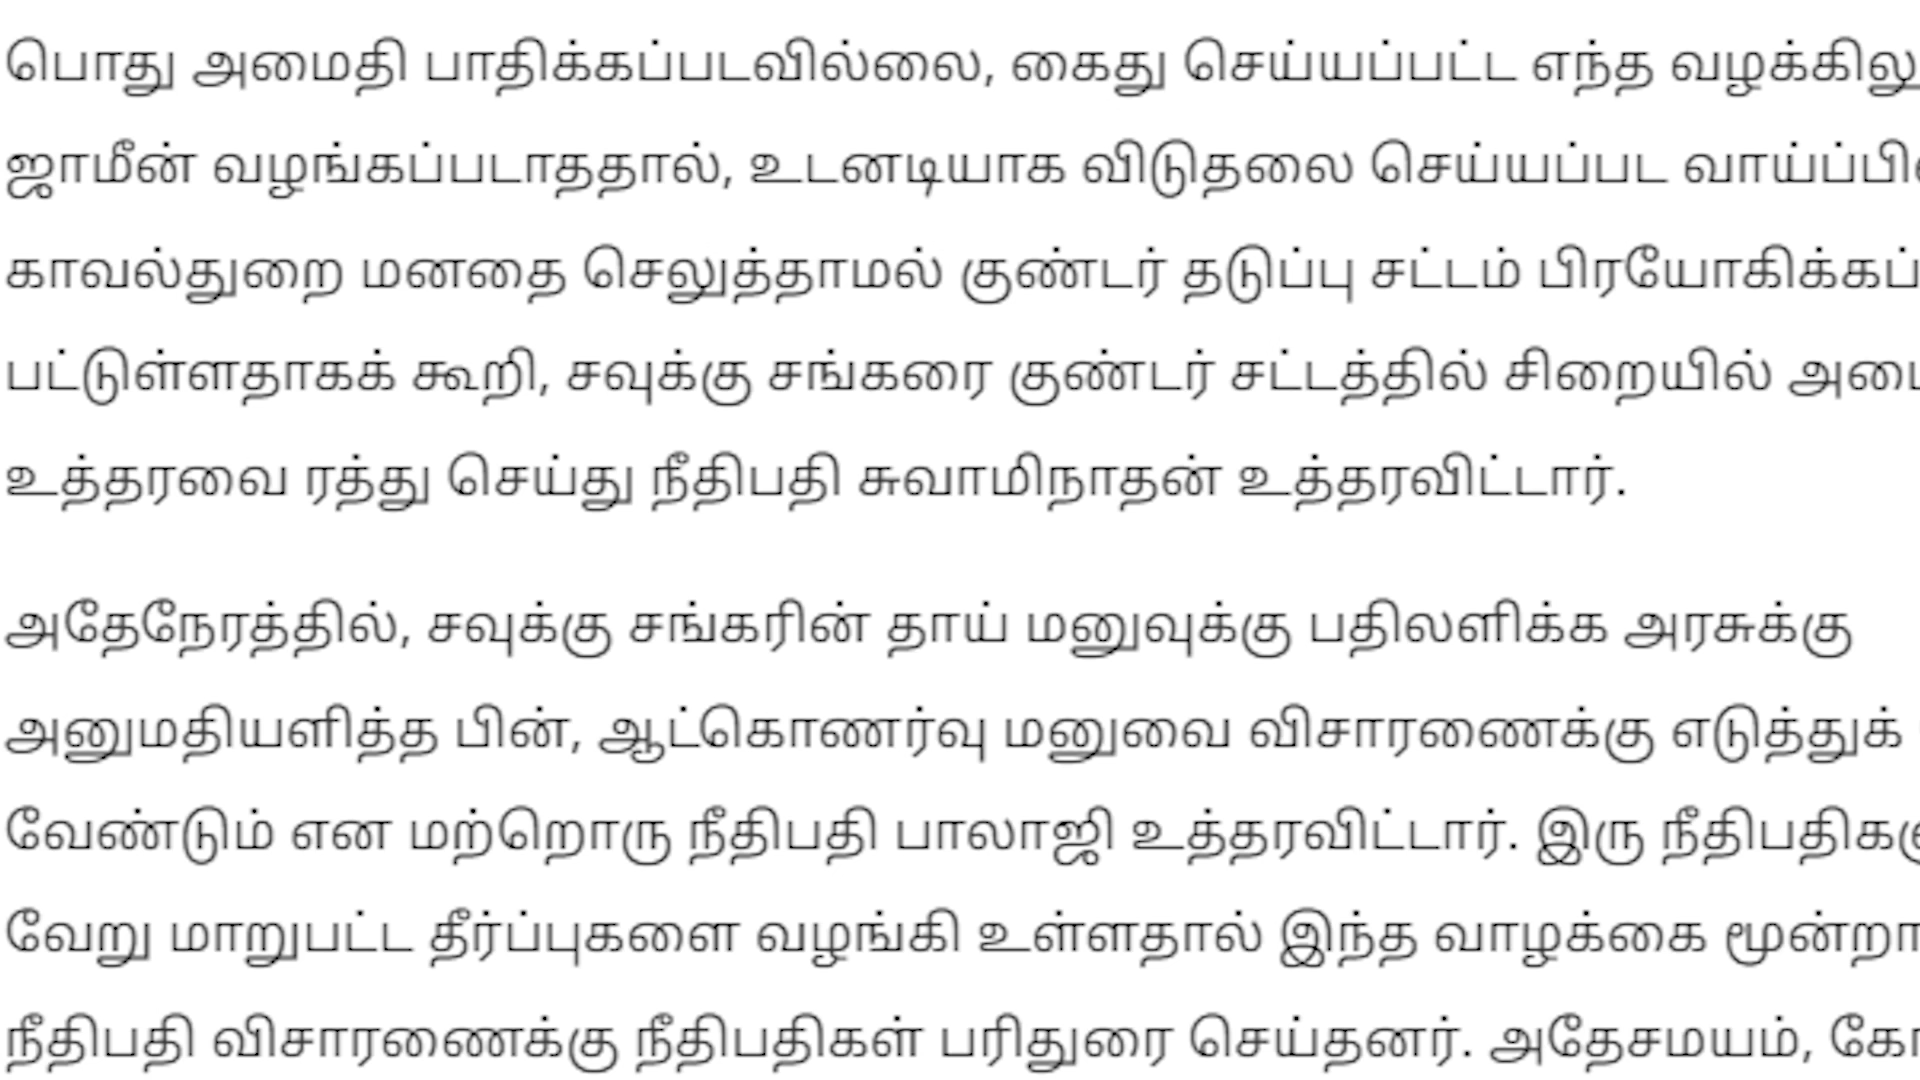 பொது அமைதி பாதிக்கப்படவில்லை, கைது செய்யப்பட்ட எந்த
ஜாமீன் வழங்கப்படாததால், உடனடியாக விடுதலை செய்யப்பட
காவல்துறை மனதை செலுத்தாமல் குண்டர் தடுப்பு சட்டம் பிரயோகிக்கப்
பட்டுள்ளதாகக் கூறி, சவுக்கு சங்கரை குண்டர் சட்டத்தில் சிறையில்
உத்தரவை ரத்து செய்து நீதிபதி சுவாமிநாதன் உத்தரவிட்டார்.
அதேநேரத்தில், சவுக்கு சங்கரின் தாய் மனுவுக்கு பதிலளிக்க அரசுக்கு
அனுமதியளித்த பின், ஆட்கொணர்வு மனுவை விசாரணைக்கு எடுத்துக்
வேண்டும் என மற்றொரு நீதிபதி பாலாஜி உத்தரவிட்டார். இரு
வேறு மாறுபட்ட தீர்ப்புகளை வழங்கி உள்ளதால் இந்த வாழக்கை
நீதிபதி விசாரணைக்கு நீதிபதிகள் பரிதுரை செய்தனர். அதேசமயம்,